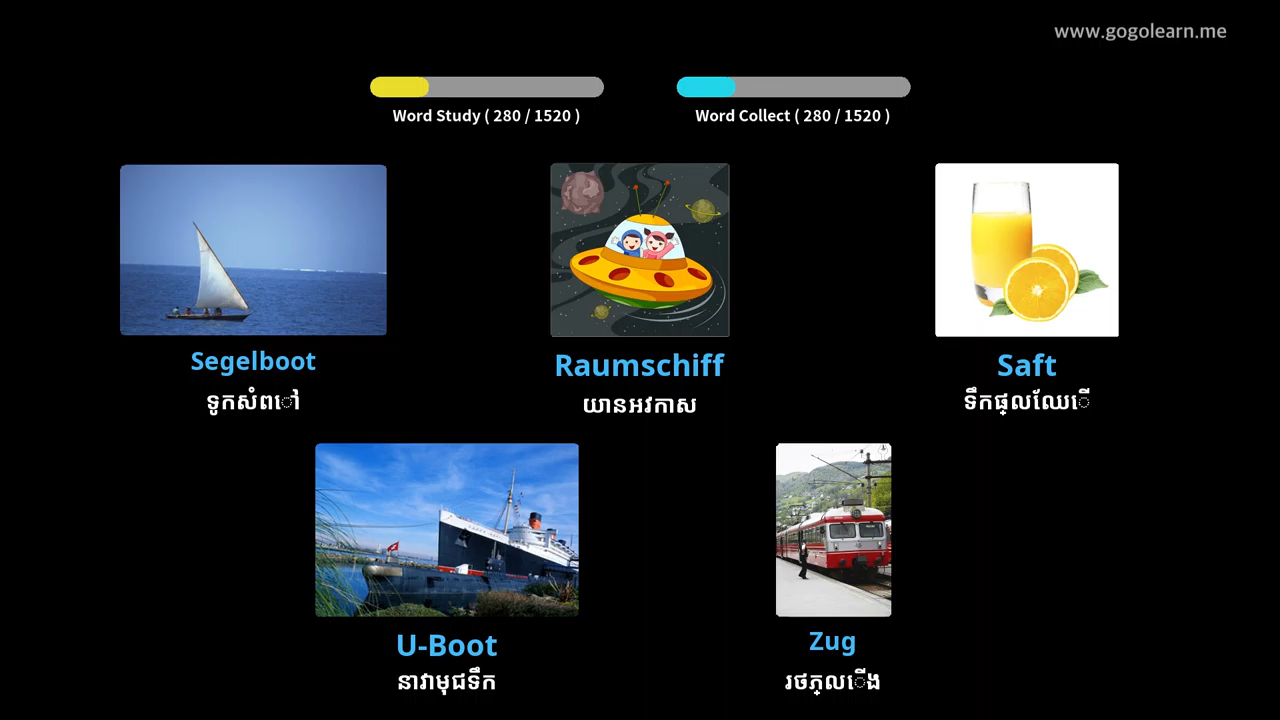 www.gogolearn.me
Word Study ( 280 / 1520 )
Word Collect ( 280 / 1520 )
Segelboot
ទូកសំពៅ
Raumschiff
យានអវកាស
Saft
ទឹកផ្លែឈើ
U-Boot
នាវាមុជទឹក
Zug
រថភ្លើង